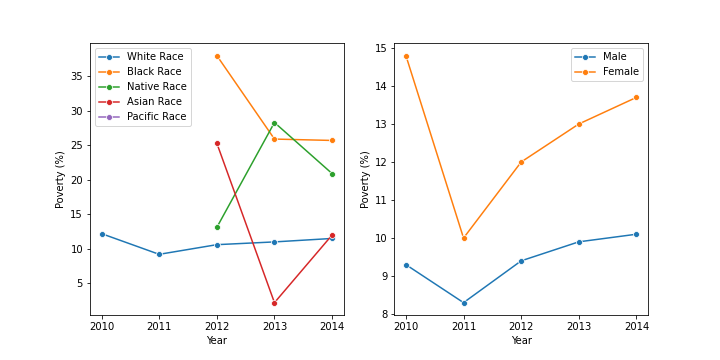 White Race
Black Race
Native Race
Asian Race
Pacific Race
35
30
25
20
15
10
5
Poverty (%)
2010 2011 2012 2013 2014
Year
Male
Female
15
14
13
12
11
10
9
8
Poverty (%)
2010 2011 2012 2013 2014
Year